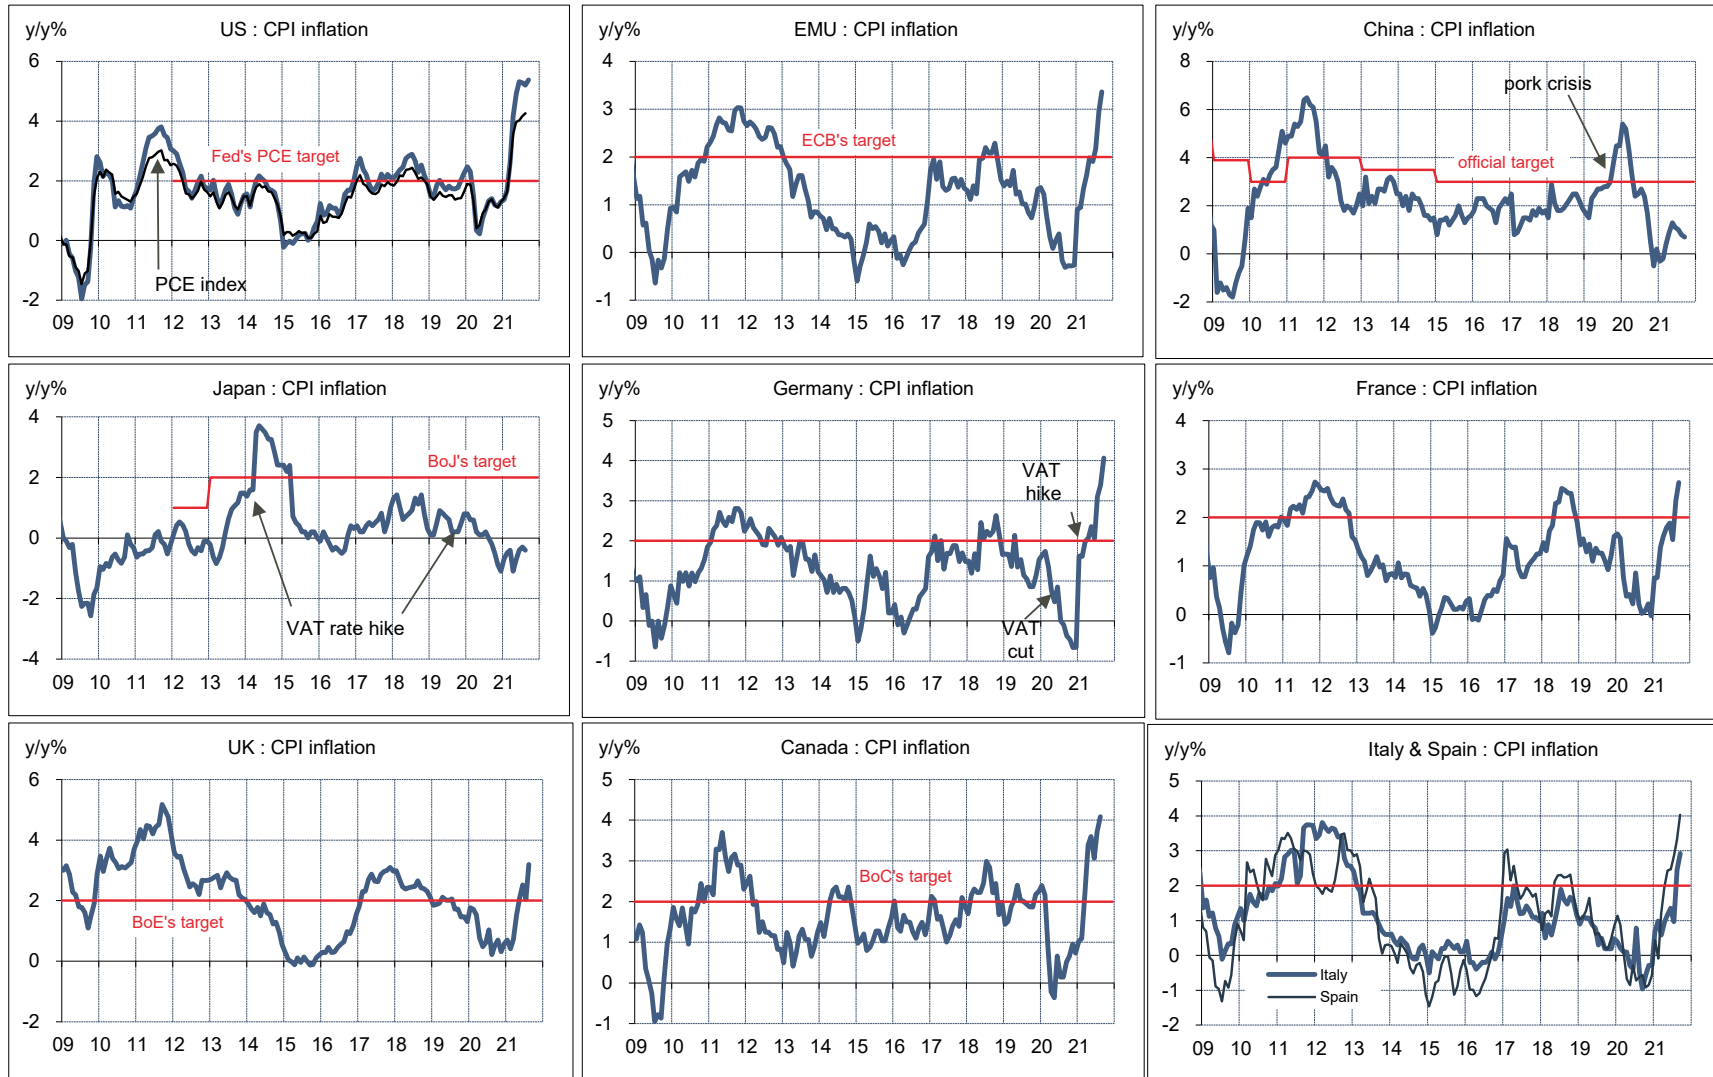 y/y% US : CPI inflation
6
4
Fed's PCE target
2
0
PCE index
-2
09 10 11 12 13 14 15 16 17 18 19 20 21
y/y% EMU : CPI inflation
4
3
ECB's target
2
1
0
-1
09 10 11 12 13 14 15 16 17 18 19 20 21
y/y% China : CPI inflation
8
pork crisis
6
4
official target
2
0
-2
09 10 11 12 13 14 15 16 17 18 19 20 21
y/y% Japan : CPI inflation
4
BoJ's target
2
0
-2
VAT rate hike
-4
09 10 11 12 13 14 15 16 17 18 19 20 21
y/y% Germany : CPI inflation
5
4
VAT
hike
3
2
1
0
VAT
cut
-1
09 10 11 12 13 14 15 16 17 18 19 20 21
y/y% France : CPI inflation
4
3
2
1
0
-1
09 10 11 12 13 14 15 16 17 18 19 20 21
y/y% UK : CPI inflation
6
4
2
BoE's target
0
-2
09 10 11 12 13 14 15 16 17 18 19 20 21
y/y% Canada : CPI inflation
5
4
3
BoC's target
2
1
0
-1
09 10 11 12 13 14 15 16 17 18 19 20 21
y/y% Italy & Spain : CPI inflation
5
4
3
2
1
0
Italy
-1
Spain
-2
09 10 11 12 13 14 15 16 17 18 19 20 21